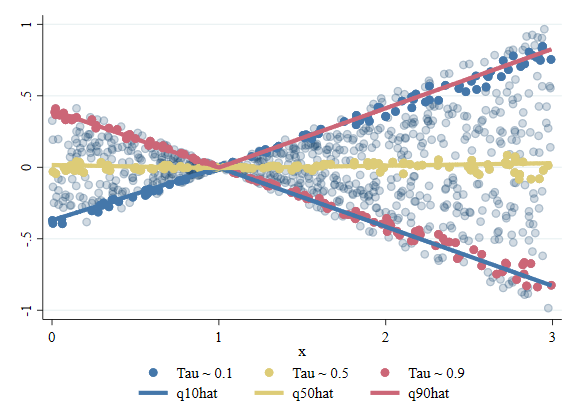 1
.5
0
-.5
-1
0
1
2
3
x
Tau ~ 0.1
Tau ~ 0.5
Tau ~ 0.9
q10hat
q50hat
q90hat